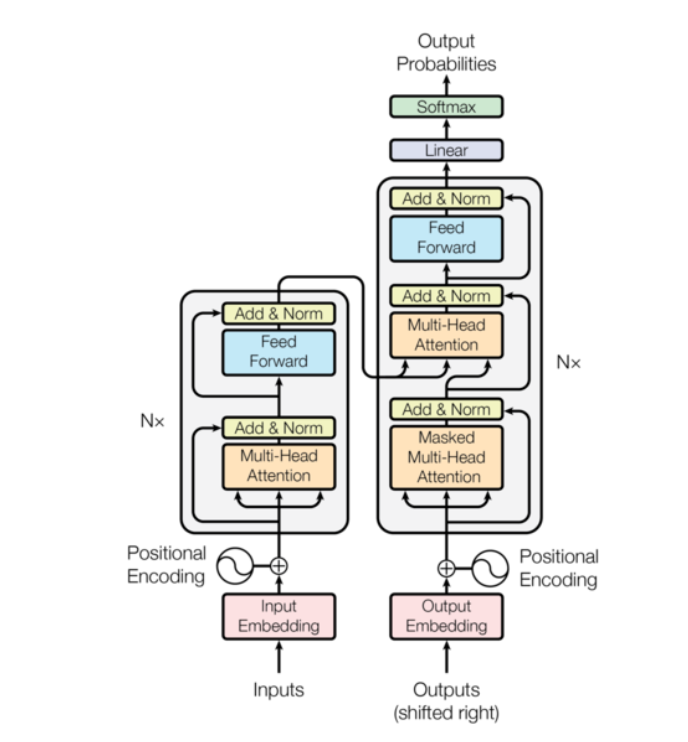 Output
Probabilities
Softmax
Linear
Add & Norm
Feed
Forward
Add & Norm
Multi-Head
Attention
Add & Norm
Masked
Multi-Head
Attention
N×
Add & Norm
Feed
Forward
Add & Norm
Multi-Head
Attention
N×
Positional
Encoding
Positional
Encoding
Input
Embedding
Output
Embedding
Inputs
Outputs
(shifted right)